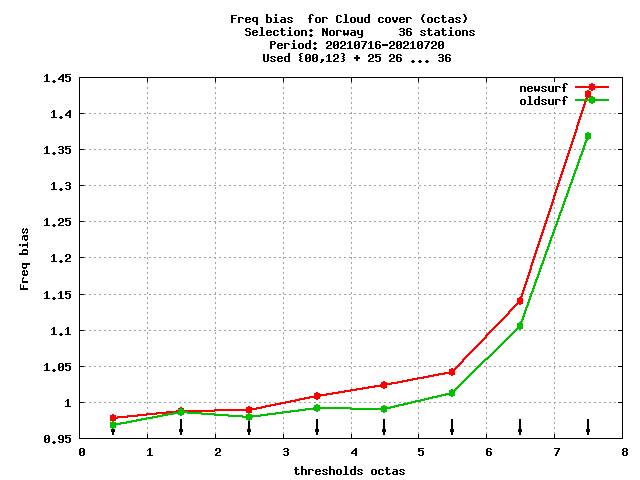 Freq bias  for Cloud cover (octas)
Selection: Norway     36 stations
Period: 20210716-20210720
Used {00,12} + 25 26 ... 36
newsurf
oldsurf
Freq bias
1.45
1.4
1.35
1.3
1.25
1.2
1.15
1.1
1.05
1
0.95
0 1 2 3 4 5 6 7 8
thresholds octas